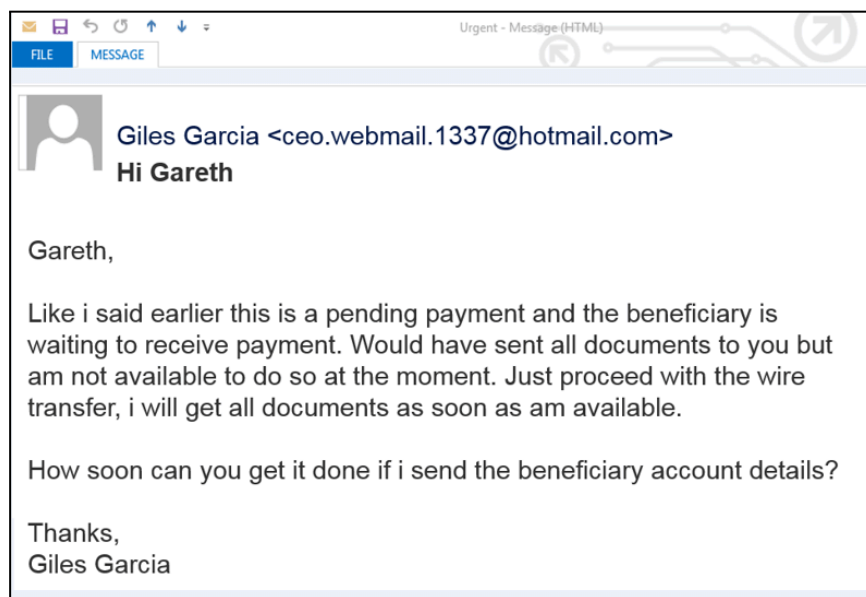 Urgent - Message (HTML)
FILE MESSAGE
Giles Garcia <ceo.webmail.1337@hotmail.com>
Hi Gareth
Gareth,
Like i said earlier this is a pending payment and the beneficiary is
waiting to receive payment. Would have sent all documents to you but
am not available to do so at the moment. Just proceed with the wire
transfer, i will get all documents as soon as am available.
How soon can you get it done if i send the beneficiary account details?
Thanks,
Giles Garcia